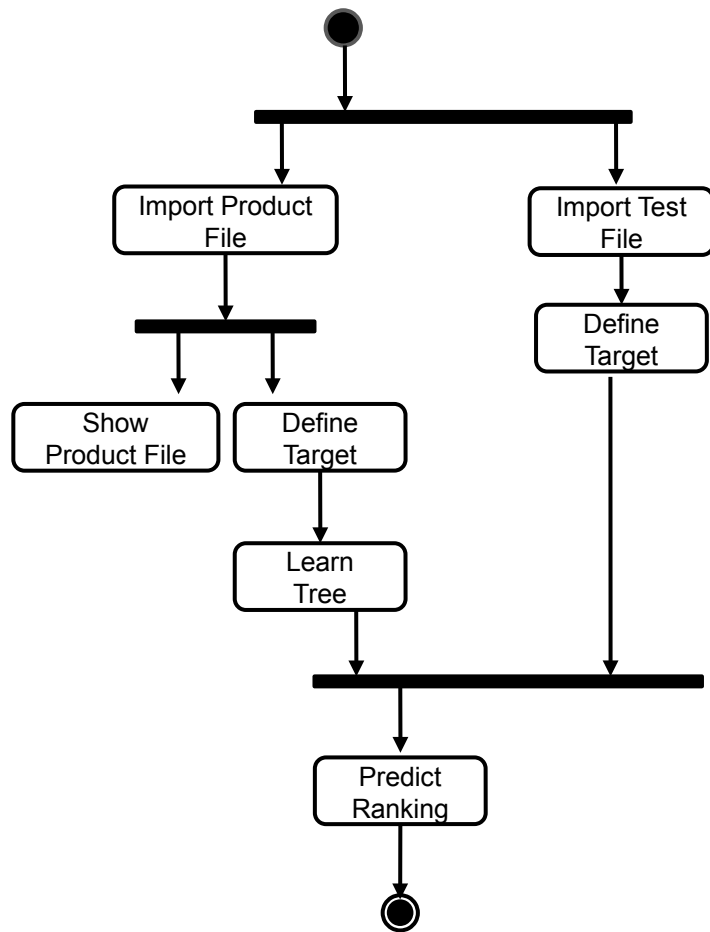 Import Product
File
Import Test
File
Define
Target
Show
Product File
Define
Target
Learn
Tree
Predict
Ranking